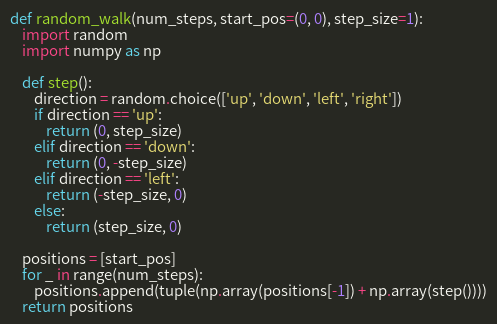 def random_walk(num_steps, start_pos=(0, 0), step_size=1):
    import random
    import numpy as np

    def step():
        direction = random.choice(['up', 'down', 'left', 'right'])
        if direction == 'up':
            return (0, step_size)
        elif direction == 'down':
            return (0, -step_size)
        elif direction == 'left':
            return (-step_size, 0)
        else:
            return (step_size, 0)

    positions = [start_pos]
    for _ in range(num_steps):
        positions.append(tuple(np.array(positions[-1]) + np.array(step())))
    return positions